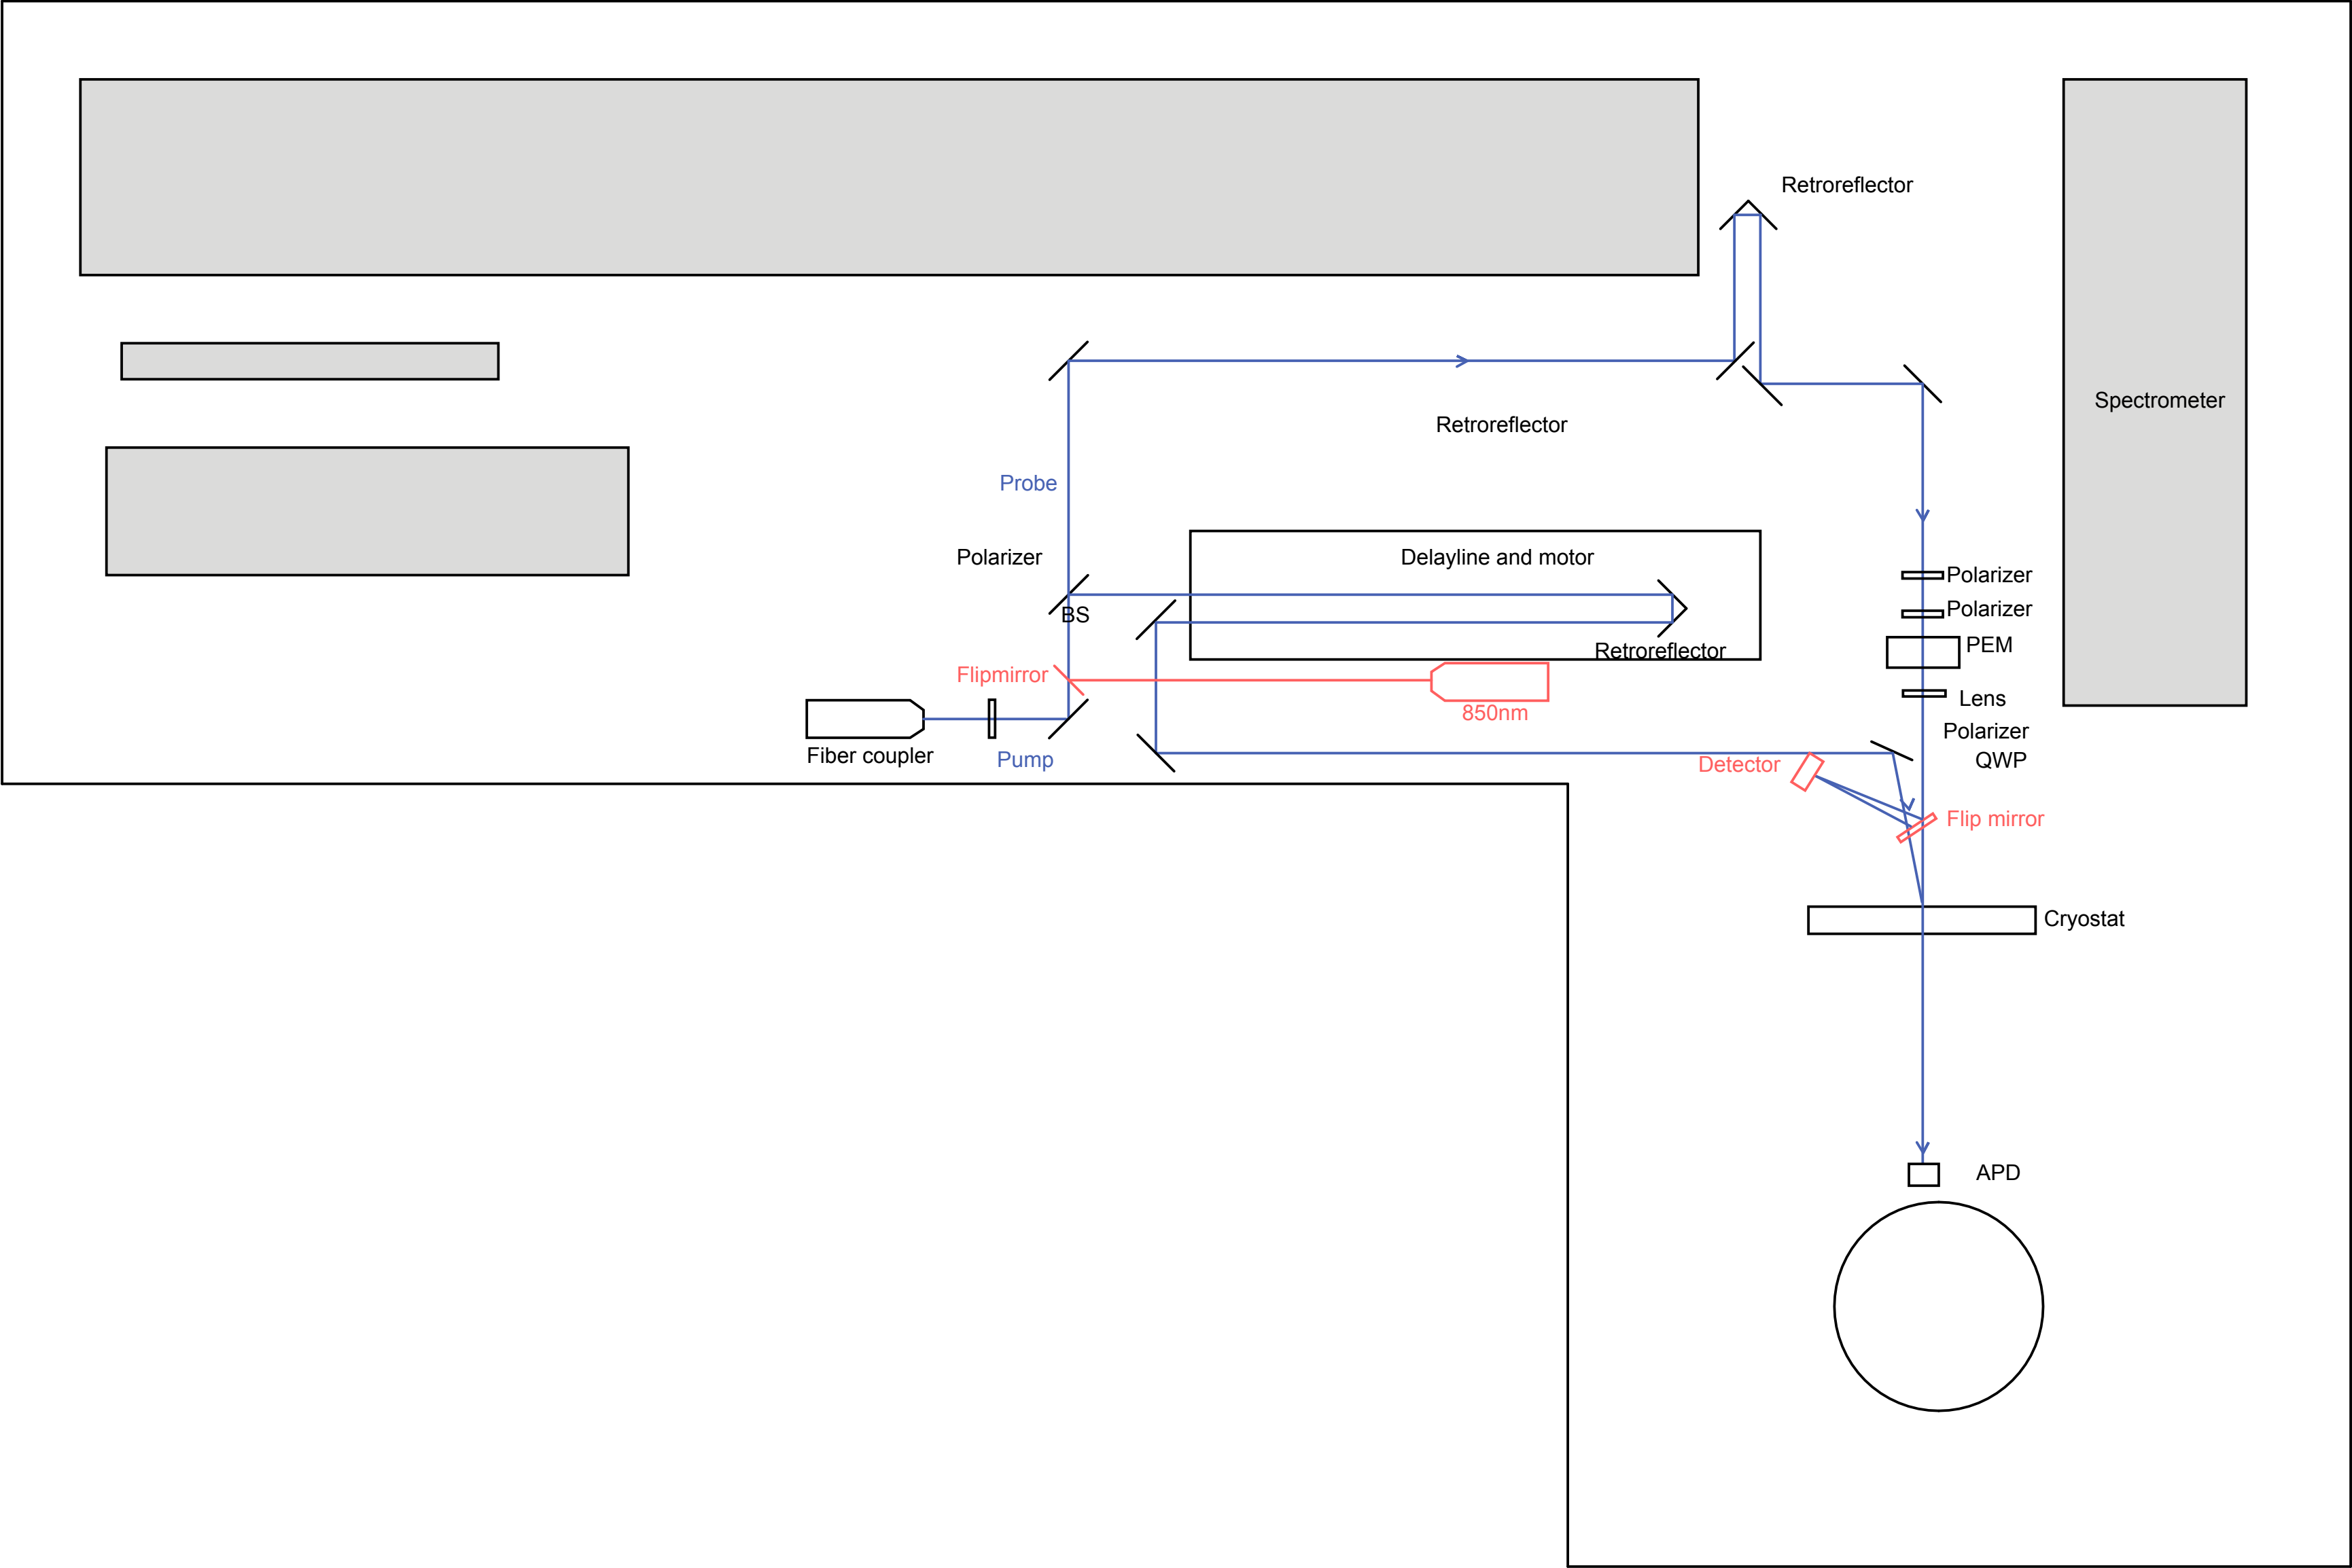 Retroreflector
Spectrometer
Retroreflector
Probe
Polarizer
Delayline and motor
Polarizer
BS
Polarizer
PEM
Retroreflector
Flipmirror
Lens
850nm
Polarizer
Fiber coupler
Pump
QWP
Detector
Flip mirror
Cryostat
APD